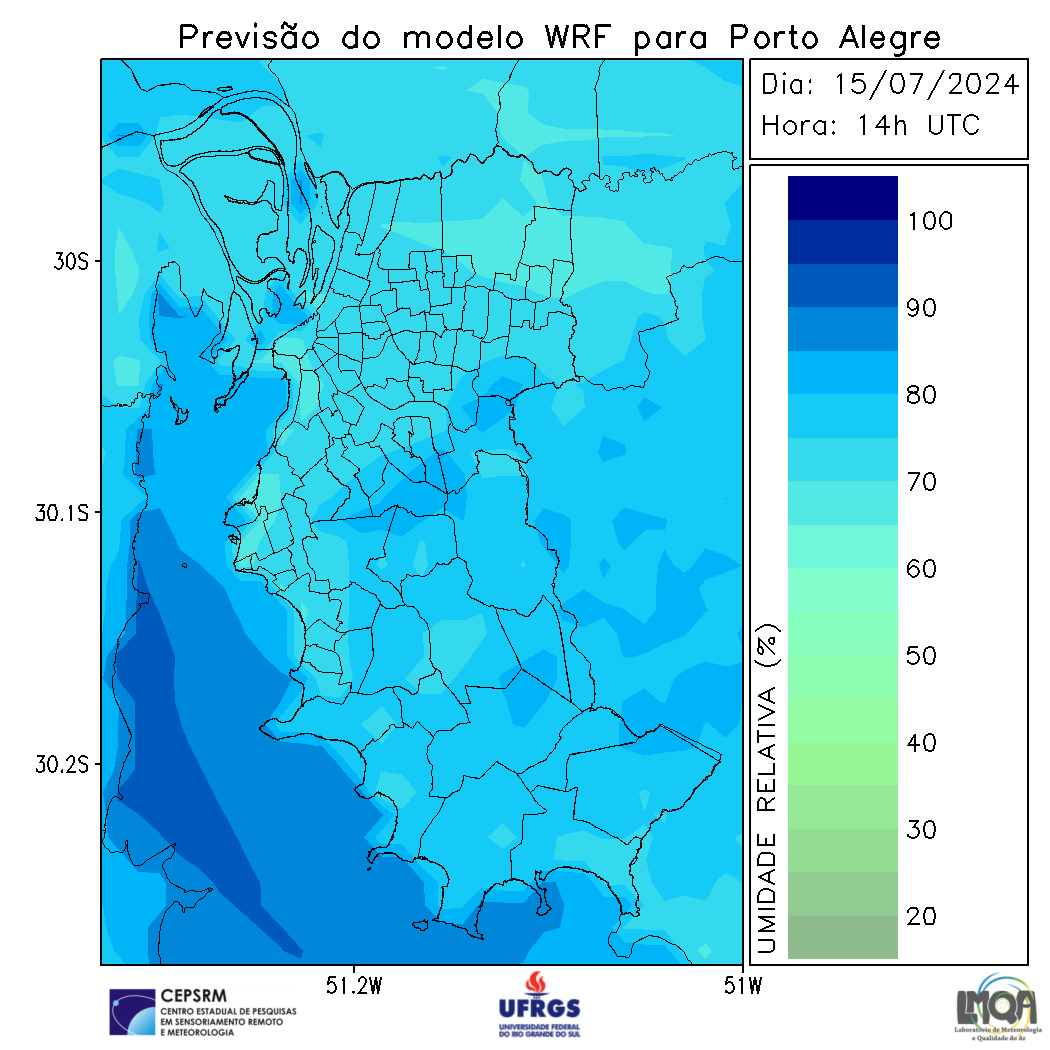 Previsão do modelo WRF para Porto Alegre
Dia: 15/07/2024
Hora: 14h UTC
100
90
80
70
60
50
40
30
20
UMIDADE RELATIVA (%)
30S
30.1S
30.2S
51.2W
51W
CEPSRM
CENTRO ESTADUAL DE PESQUISAS
EM SENSORIAMENTO REMOTO
E METEOROLOGIA
UFRGS
UNIVERSIDADE FEDERAL
DO RIO GRANDE DO SUL
LMQA
Laboratório de Meteorologia
e Qualidade do Ar